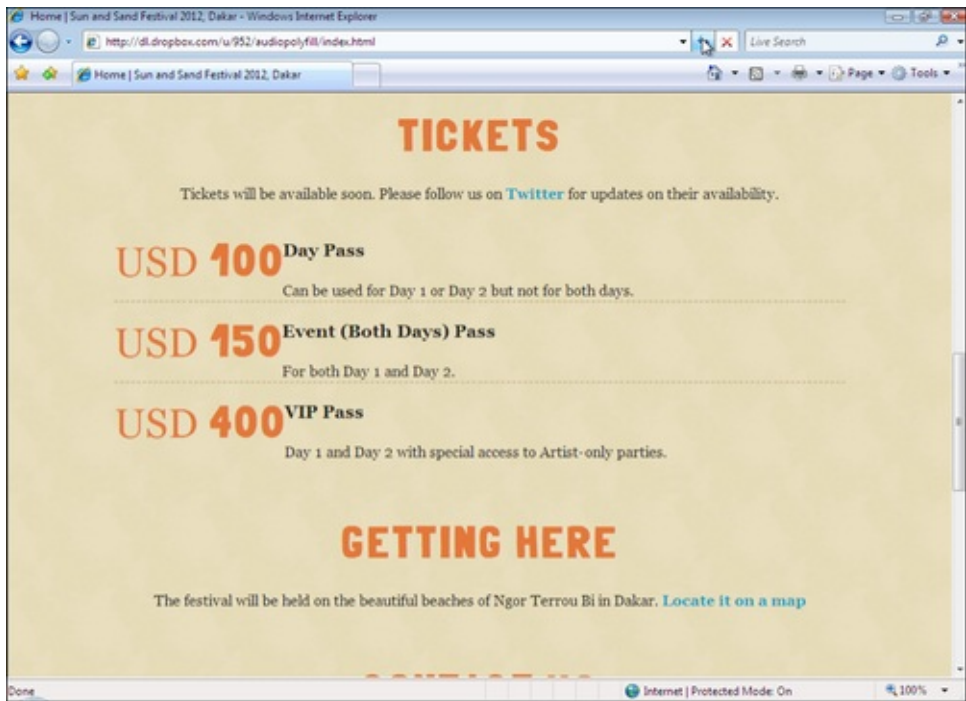 Home | Sun and Sand Festival 2012, Dakar - Windows Internet Explorer
http://dl.dropbox.com/u/952/audiopolyfill/index.html
Live Search
Home | Sun and Sand Festival 2012, Dakar
Page
Tools
TICKETS
Tickets will be available soon. Please follow us on Twitter for updates on their availability.
USD 100 Day Pass
Can be used for Day 1 or Day 2 but not for both days.
USD 150 Event (Both Days) Pass
For both Day 1 and Day 2.
USD 400 VIP Pass
Day 1 and Day 2 with special access to Artist-only parties.
GETTING HERE
The festival will be held on the beautiful beaches of Ngor Terrou Bi in Dakar. Locate it on a map
Done
Internet | Protected Mode: On
100%